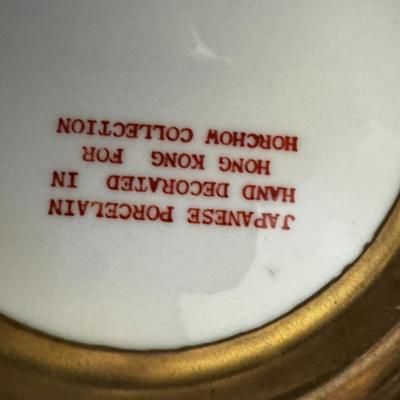 JAPANESE PORCELAIN
HAND DECORATED IN
HONG KONG FOR
HORCHOW COLLECTION